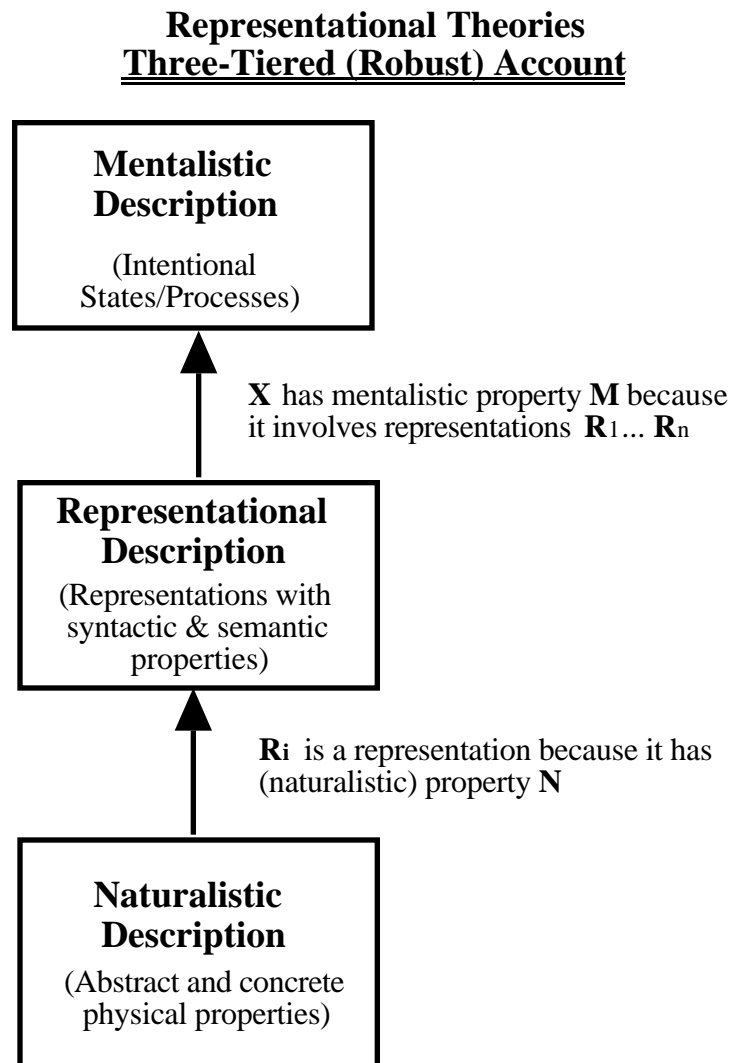 Representational Theories
Three-Tiered (Robust) Account
Mentalistic
Description
(Intentional
States/Processes)
X has mentalistic property M because
it involves representations R1... Rn
Representational
Description
(Representations with
syntactic & semantic
properties)
Ri is a representation because it has
(naturalistic) property N
Naturalistic
Description
(Abstract and concrete
physical properties)